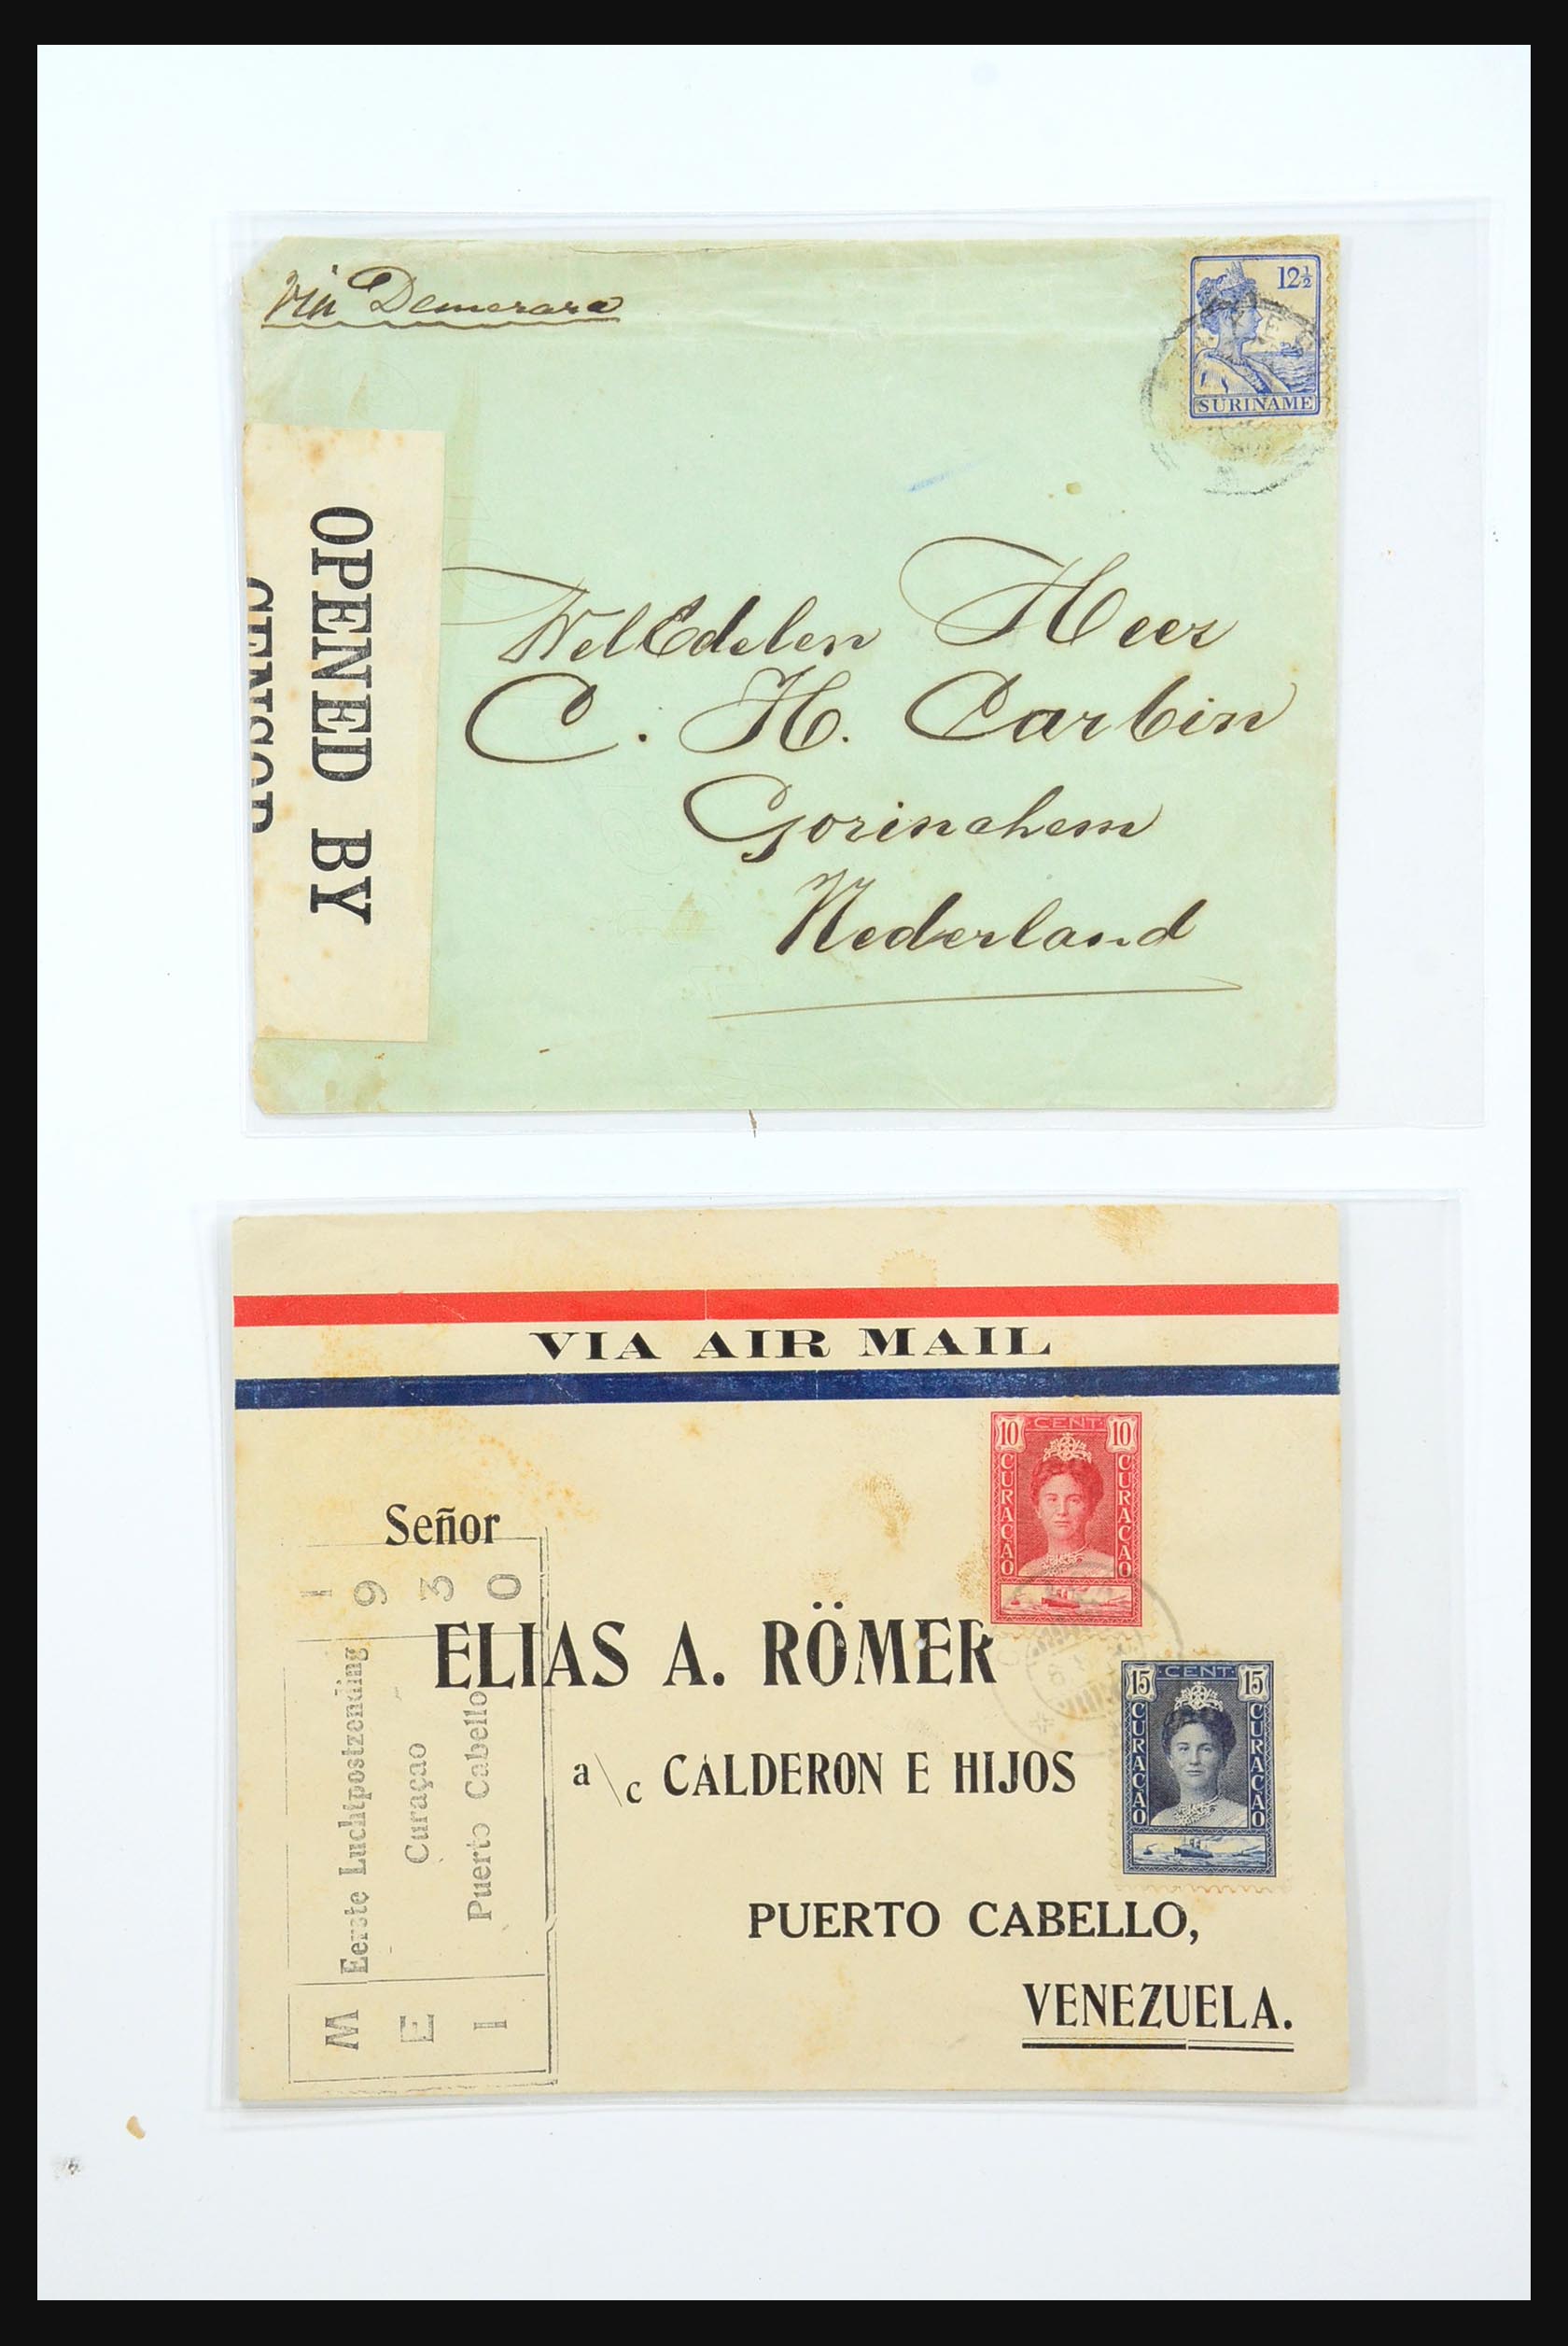 Via Demerara
12½
SURINAME
OPENED BY
CENSOR
WelEdelen Heer
C. H. Carbin
Gorinchem
Nederland
VIA AIR MAIL
10 CENT 10
CURAÇAO CURAÇAO
Señor
1930
ELIAS A. RÖMER
15 CENT 15
CURAÇAO CURAÇAO
a\c CALDERON E HIJOS
Eerste Luchtpostzending
Curaçao
Puerto Cabello
MEI
PUERTO CABELLO,
VENEZUELA.